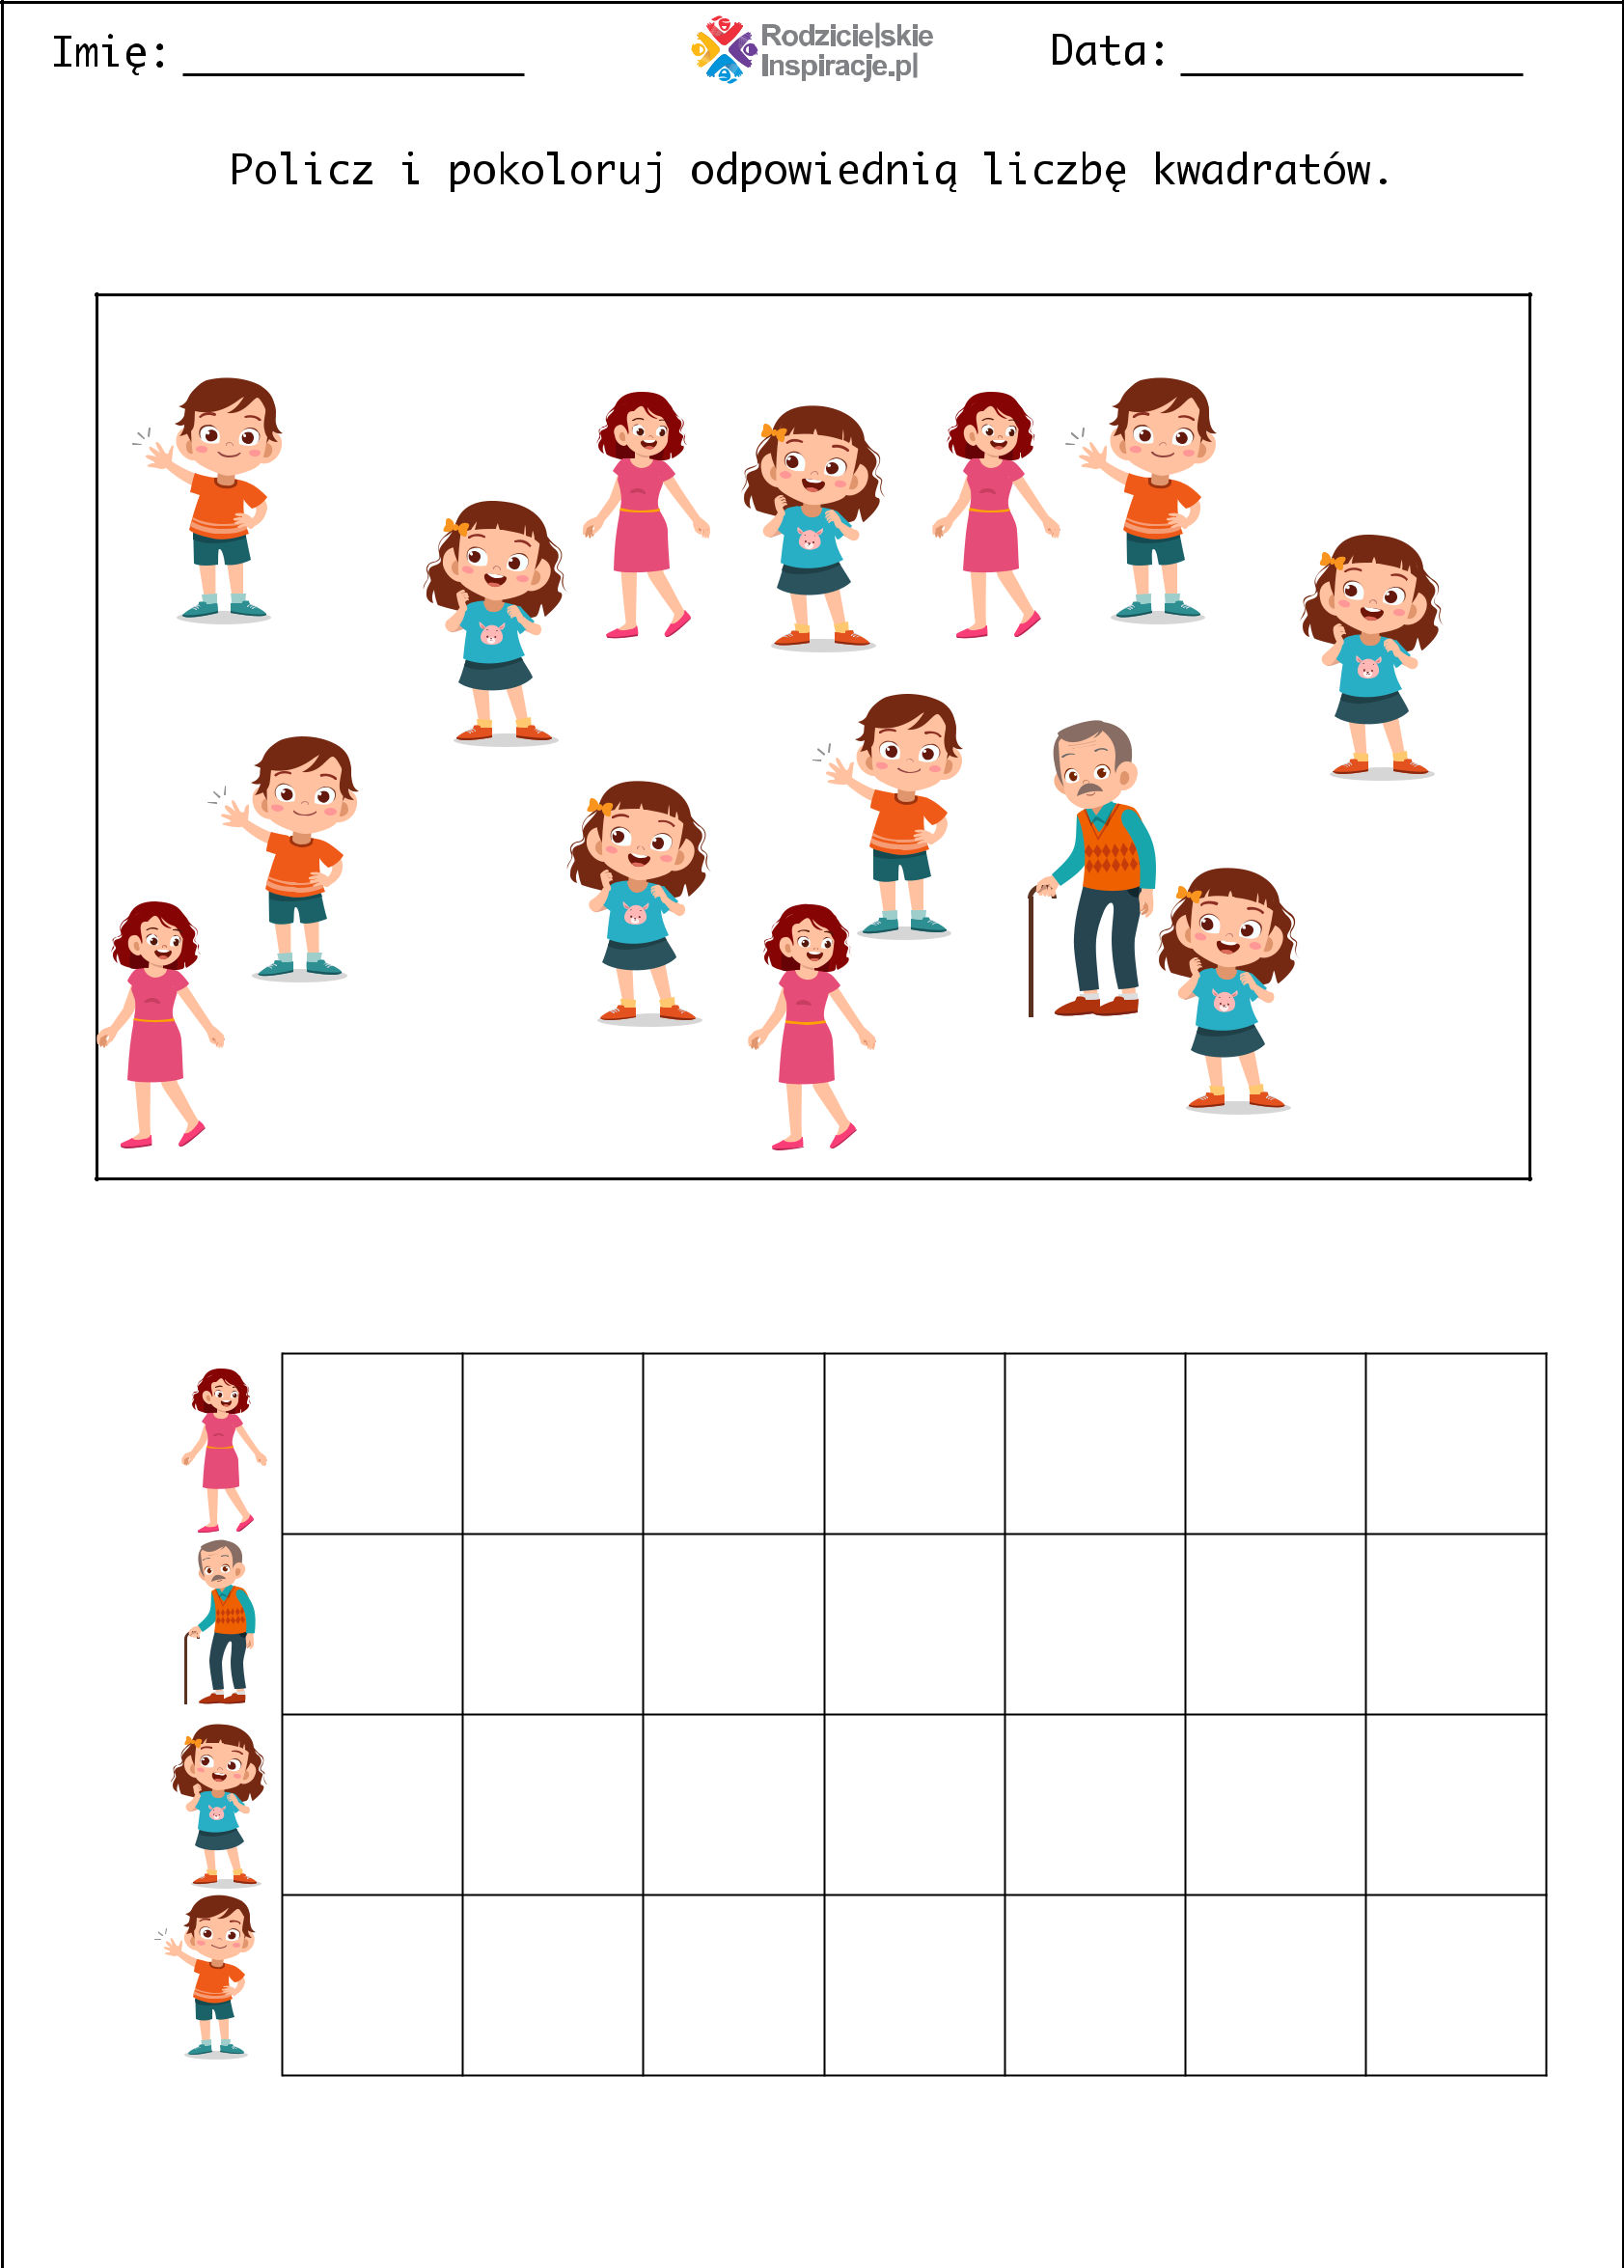 Imię:
Rodzicielskie
Inspiracje.pl
Data:
Policz i pokoloruj odpowiednią liczbę kwadratów.